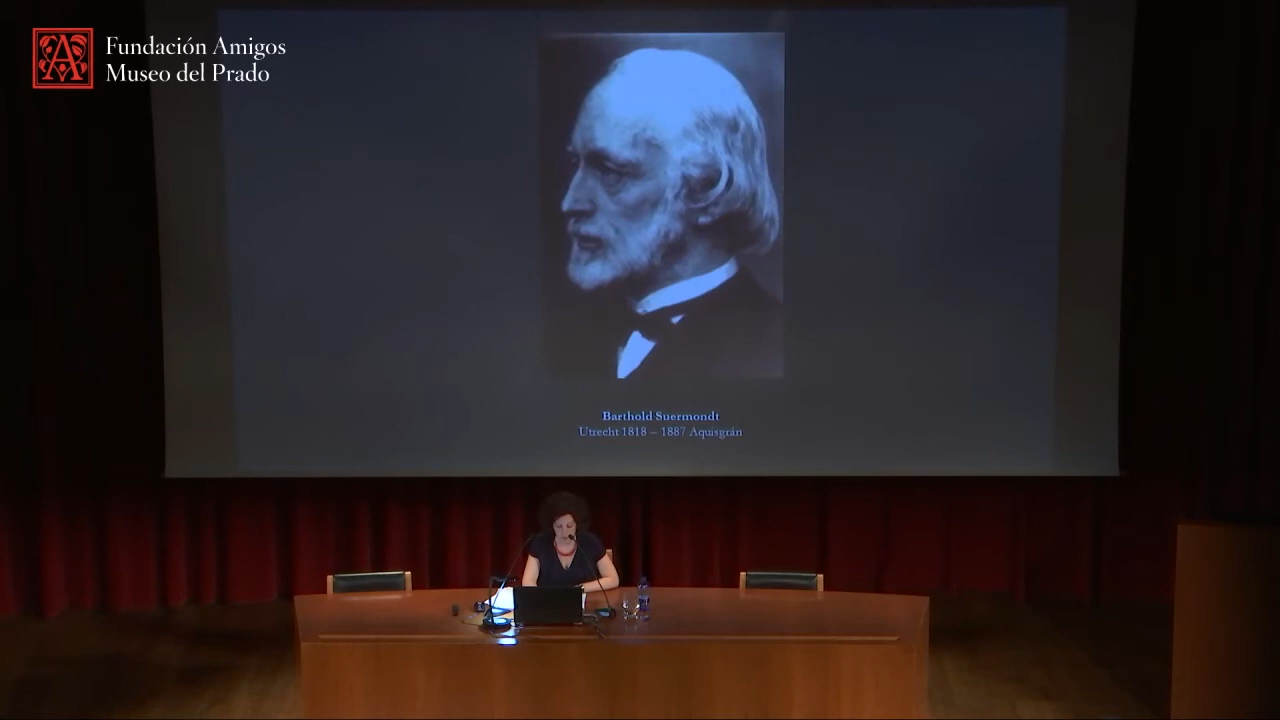 Fundación Amigos
Museo del Prado
Barthold Suermondt
Utrecht 1818 – 1887 Aquisgrán